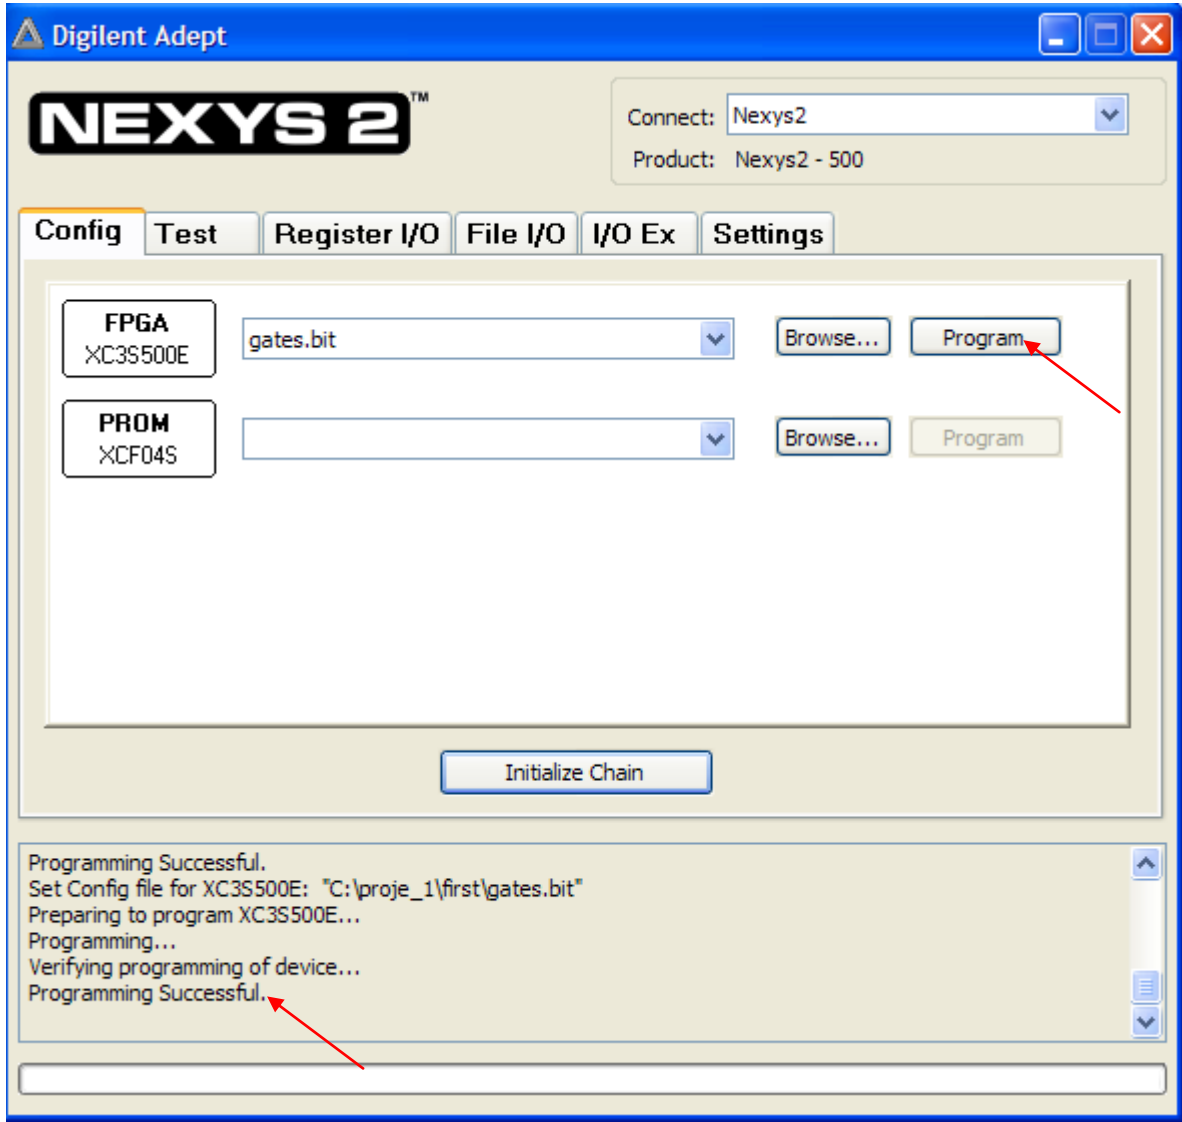 Digilent Adept
NEXYS 2™
Connect: Nexys2
Product: Nexys2 - 500
Config Test Register I/O File I/O I/O Ex Settings
FPGA
XC3S500E
gates.bit Browse... Program
PROM
XCF04S
Browse... Program
Initialize Chain
Programming Successful.
Set Config file for XC3S500E: "C:\proje_1\first\gates.bit"
Preparing to program XC3S500E...
Programming...
Verifying programming of device...
Programming Successful.